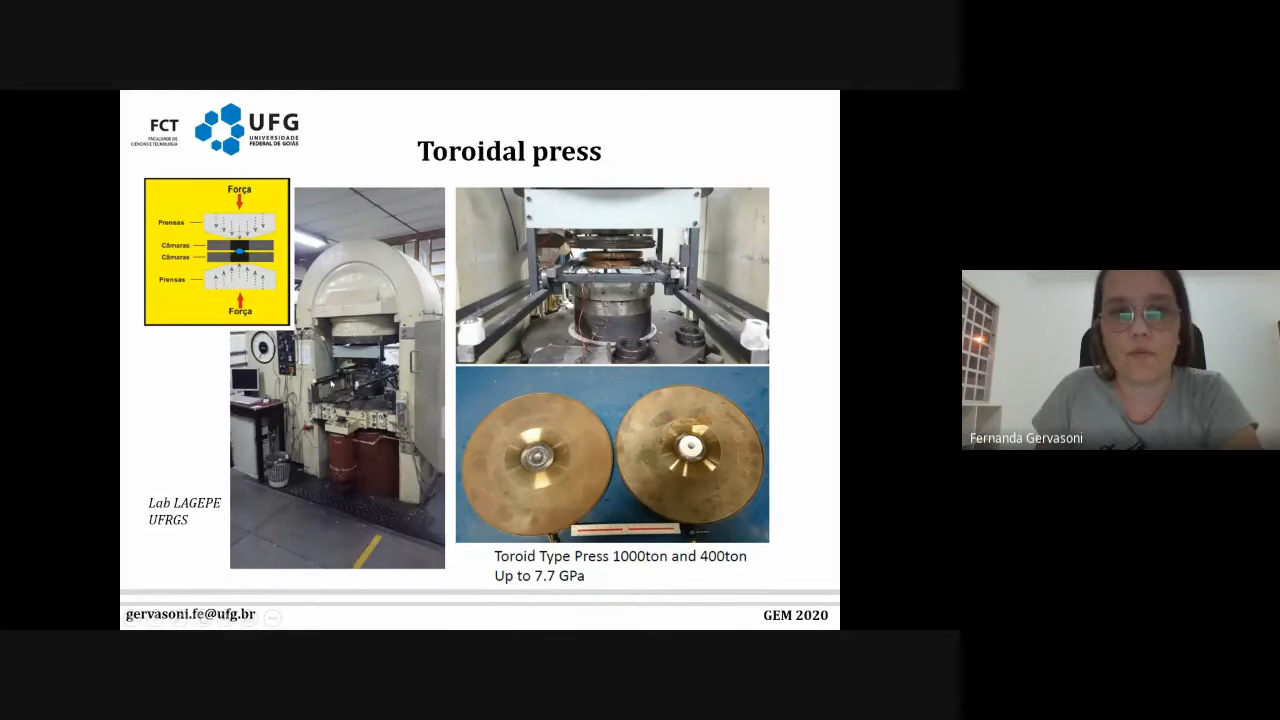 FCT
FACULDADE DE
CIÊNCIAS E TECNOLOGIA
UFG
UNIVERSIDADE
FEDERAL DE GOIÁS
Toroidal press
Força
Prensas
Câmaras
Câmaras
Prensas
Força
Lab LAGEPE
UFRGS
Toroid Type Press 1000ton and 400ton
Up to 7.7 GPa
gervasoni.fe@ufg.br
GEM 2020
Fernanda Gervasoni